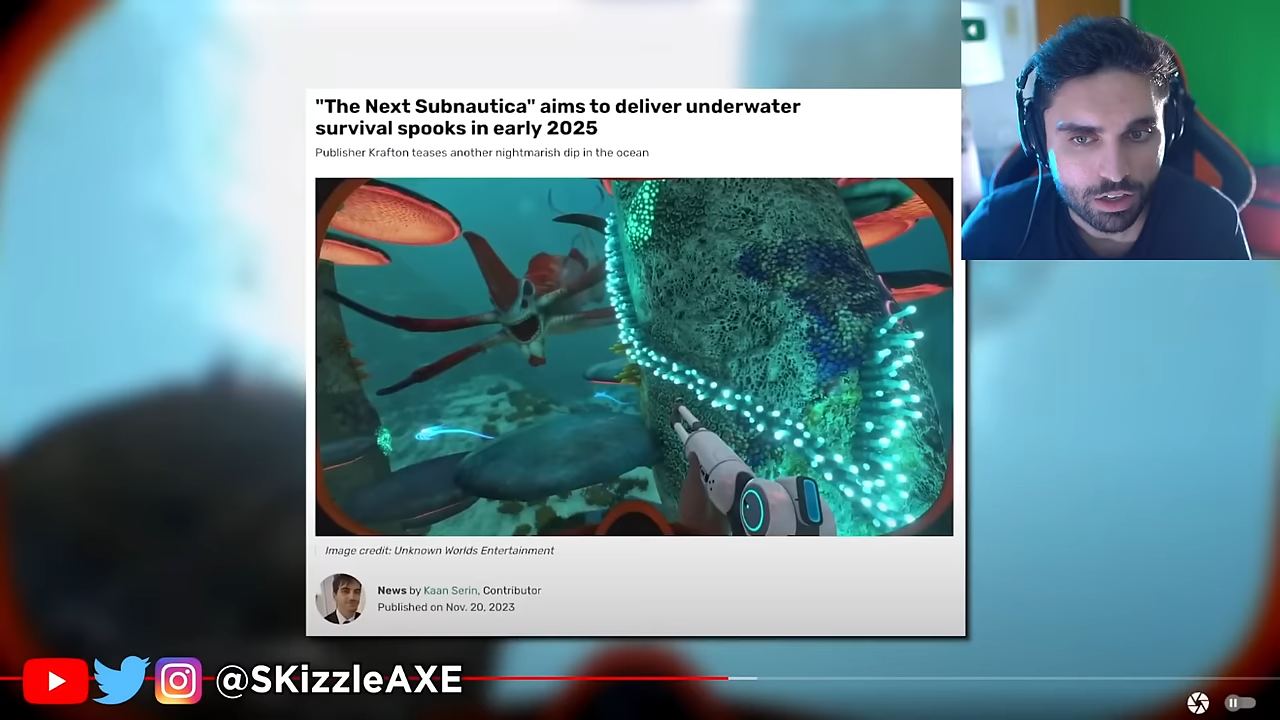 "The Next Subnautica" aims to deliver underwater
survival spooks in early 2025
Publisher Krafton teases another nightmarish dip in the ocean
Image credit: Unknown Worlds Entertainment
News by Kaan Serin, Contributor
Published on Nov. 20, 2023
@SKizzleAXE